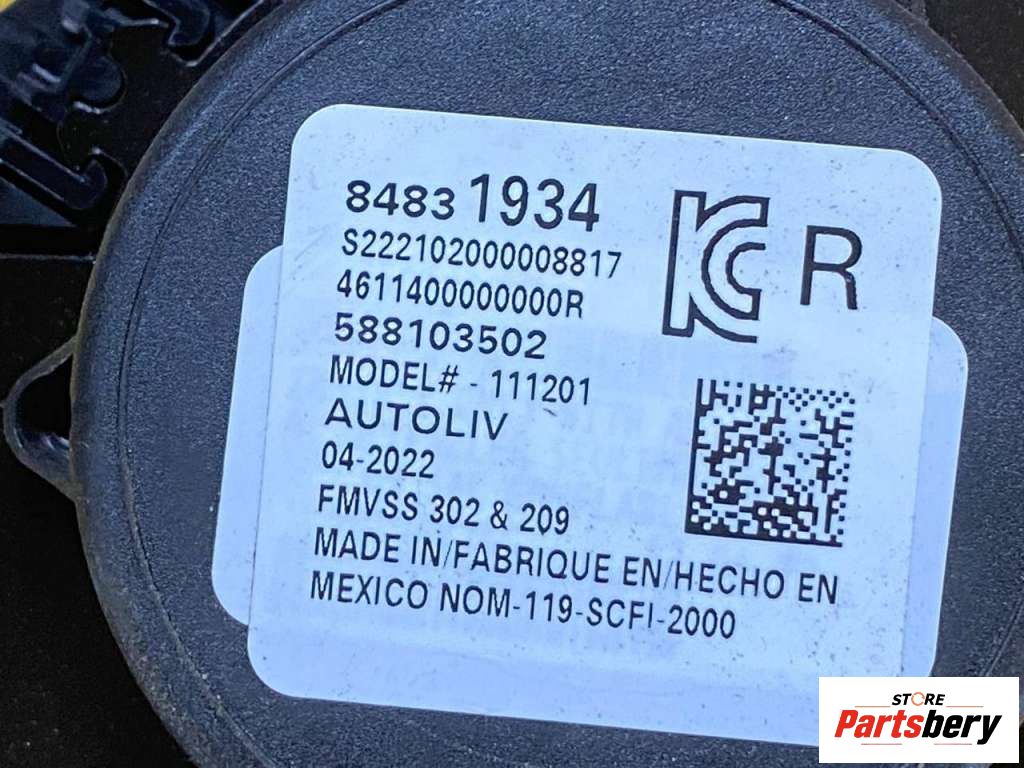 84831934
S222102000008817
4611400000000R
588103502
MODEL# - 111201
AUTOLIV
04-2022
FMVSS 302 & 209
MADE IN/FABRIQUE EN/HECHO EN
MEXICO NOM-119-SCFI-2000
KC R
STORE
Partsbery